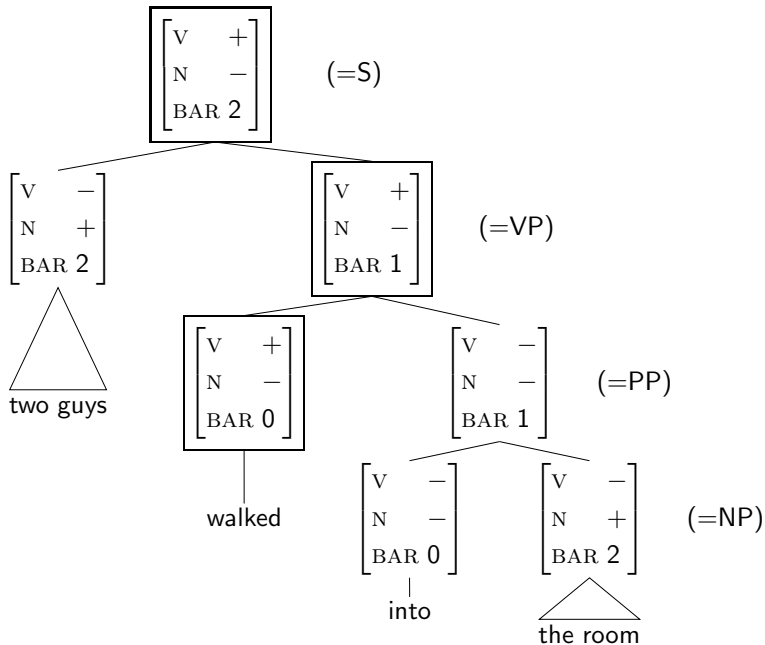 V +
N − (=S)
BAR 2
V −
N +
BAR 2
V +
N − (=VP)
BAR 1
two guys
V +
N −
BAR 0
walked
V −
N − (=PP)
BAR 1
V −
N −
BAR 0
into
V −
N + (=NP)
BAR 2
the room